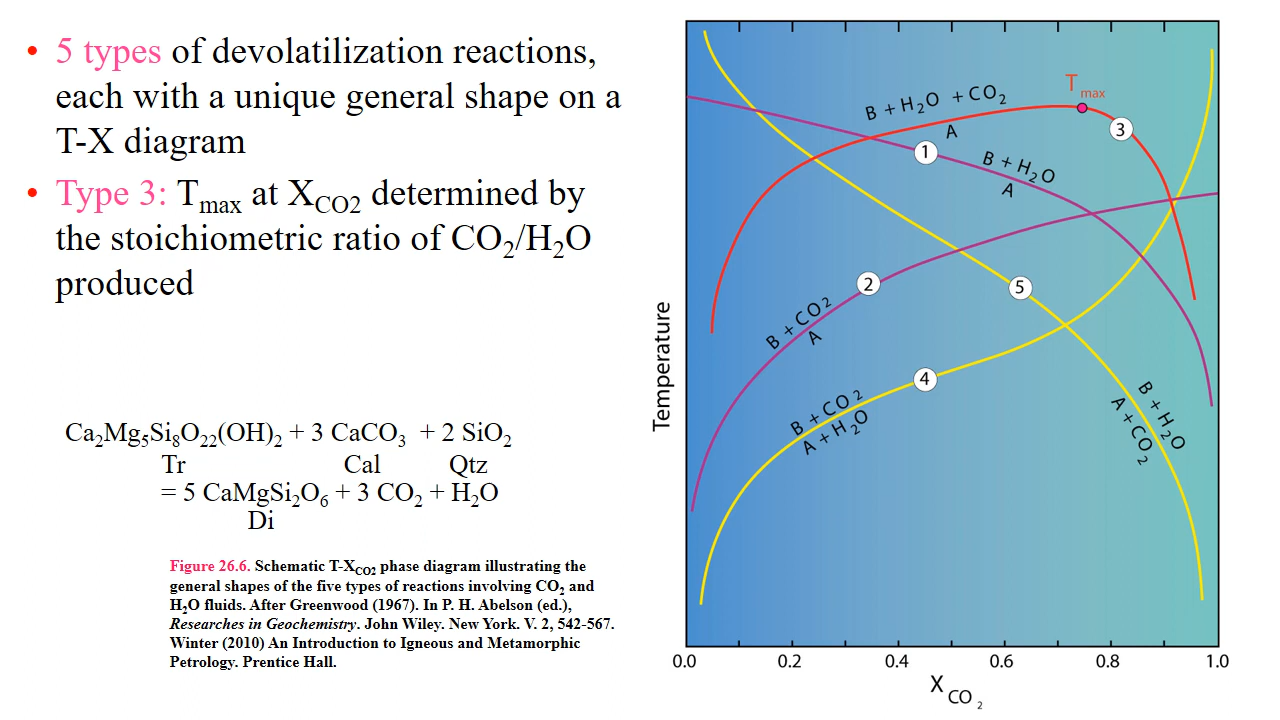 • 5 types of devolatilization reactions,
each with a unique general shape on a
T-X diagram
• Type 3: Tmax at XCO2 determined by
the stoichiometric ratio of CO₂/H₂O
produced
Ca₂Mg₅Si₈O₂₂(OH)₂ + 3 CaCO₃ + 2 SiO₂
Tr Cal Qtz
= 5 CaMgSi₂O₆ + 3 CO₂ + H₂O
Di
Figure 26.6. Schematic T-XCO2 phase diagram illustrating the
general shapes of the five types of reactions involving CO₂ and
H₂O fluids. After Greenwood (1967). In P. H. Abelson (ed.),
Researches in Geochemistry. John Wiley. New York. V. 2, 542-567.
Winter (2010) An Introduction to Igneous and Metamorphic
Petrology. Prentice Hall.
Tmax
B + H₂O + CO₂
A
3
1
B + H₂O
A
2
5
B + CO₂
A
4
B + CO₂
A + H₂O
B + H₂O
A + CO₂
Temperature
0.0 0.2 0.4 0.6 0.8 1.0
X CO₂